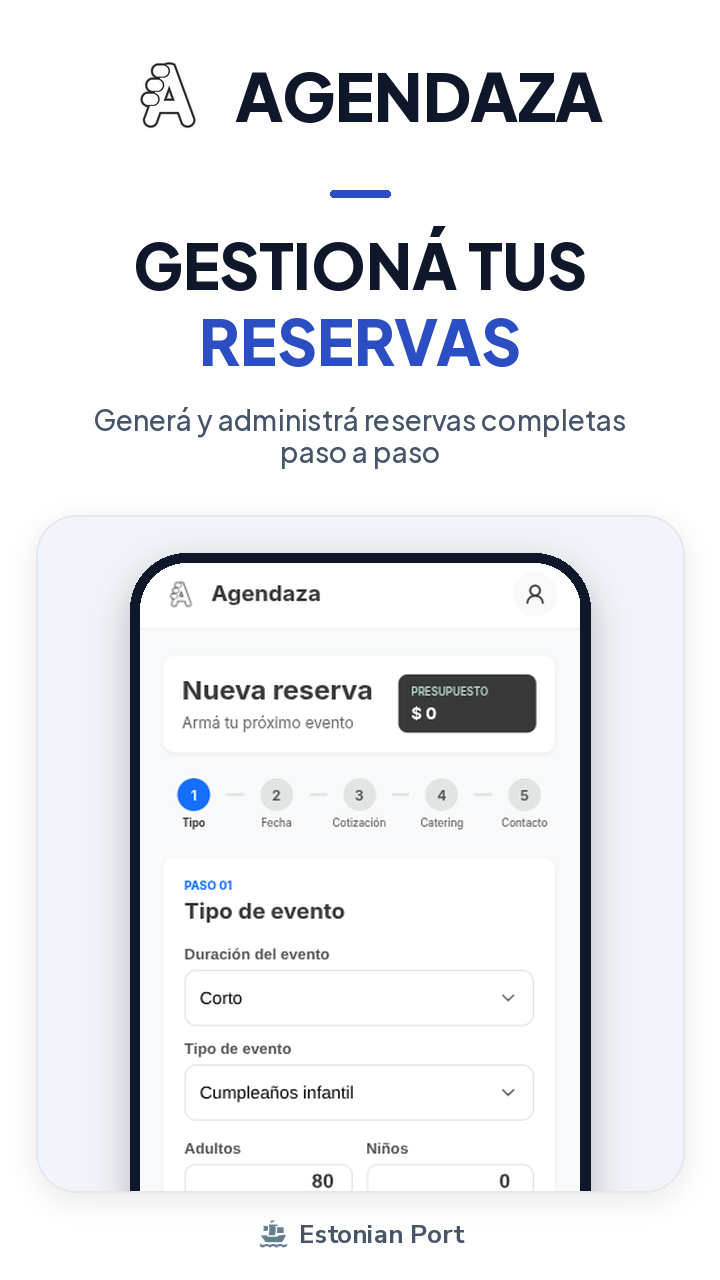 AGENDAZA
GESTIONÁ TUS
RESERVAS
Generá y administrá reservas completas
paso a paso
Agendaza
Nueva reserva
Armá tu próximo evento
PRESUPUESTO
$ 0
1 2 3 4 5
Tipo Fecha Cotización Catering Contacto
PASO 01
Tipo de evento
Duración del evento
Corto
Tipo de evento
Cumpleaños infantil
Adultos Niños
80 0
Estonian Port